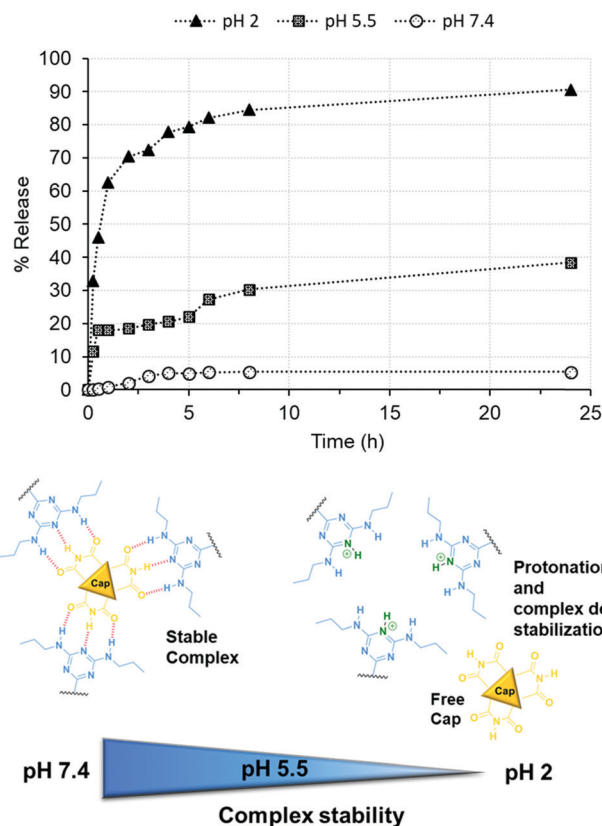 pH 2 pH 5.5 pH 7.4
100
90
80
70
60
50
40
30
20
10
0
% Release
0 5 10 15 20 25
Time (h)
N
N N
N N
H H
H
N
O O
O
O
N
H
Cap
O
N
H
O
H
N
N
N
N
N
H
N
Stable
Complex
O O
H H H
N N N
N N
N
H
N
N N
N
N
H
N
H
⊕
H
N
N
N
H
N
N
N
H
⊕
Protonation
and
complex de
stabilization
H
⊕
H N H
N N
N N
Free
Cap
H
N O
O O
N
H
Cap
O
O O
N
H
pH 7.4 pH 5.5 pH 2
Complex stability